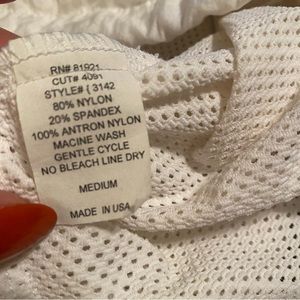 RN# 81921
CUT# 4091
STYLE# ( 3142
80% NYLON
20% SPANDEX
100% ANTRON NYLON
MACINE WASH
GENTLE CYCLE
NO BLEACH LINE DRY
MEDIUM
MADE IN USA